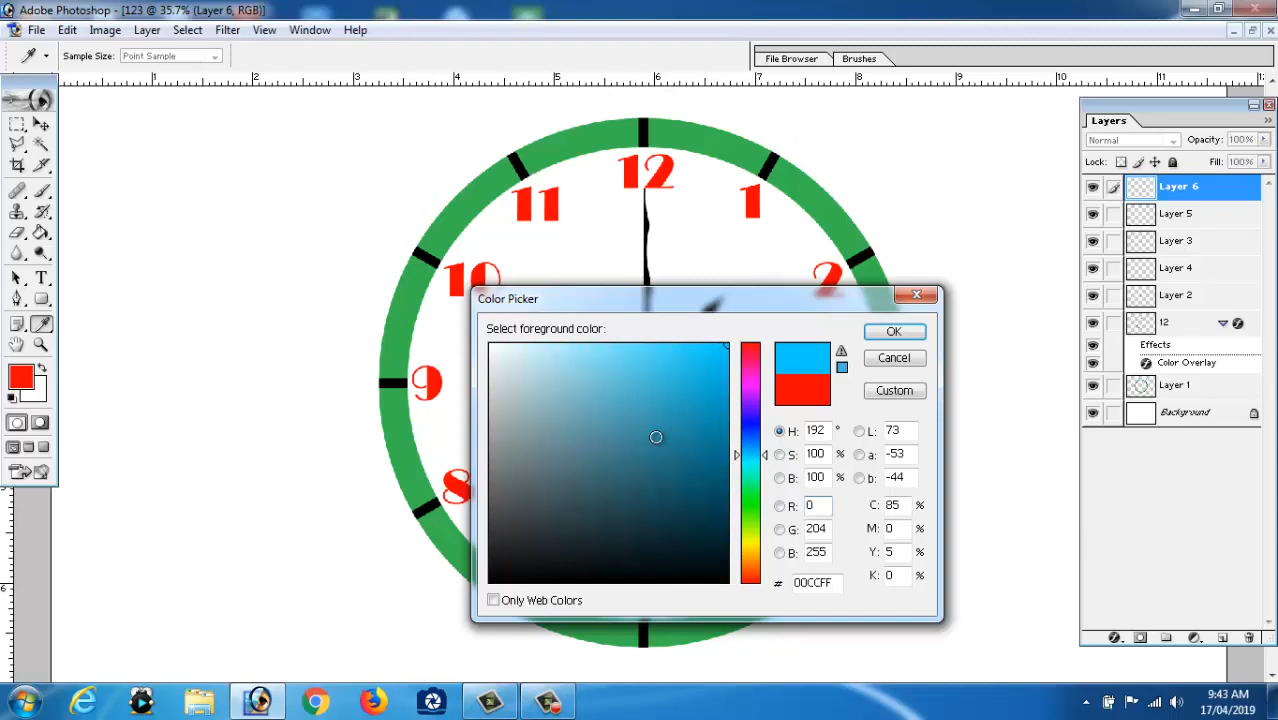 Adobe Photoshop - [123 @ 35.7% (Layer 6, RGB)]
File Edit Image Layer Select Filter View Window Help
Sample Size: Point Sample
File Browser Brushes
1 2 3 4 5 6 7 8 9 10 11
Layers
Normal Opacity: 100%
Lock: Fill: 100%
Layer 6
Layer 5
Layer 3
Layer 4
Layer 2
12
Effects
Color Overlay
Layer 1
Background
12
11 1
10 2
9
8
Color Picker
Select foreground color:
OK
Cancel
Custom
H: 192 ° L: 73
S: 100 % a: -53
B: 100 % b: -44
R: 0 C: 85 %
G: 204 M: 0 %
B: 255 Y: 5 %
# 00CCFF K: 0 %
Only Web Colors
9:43 AM
17/04/2019